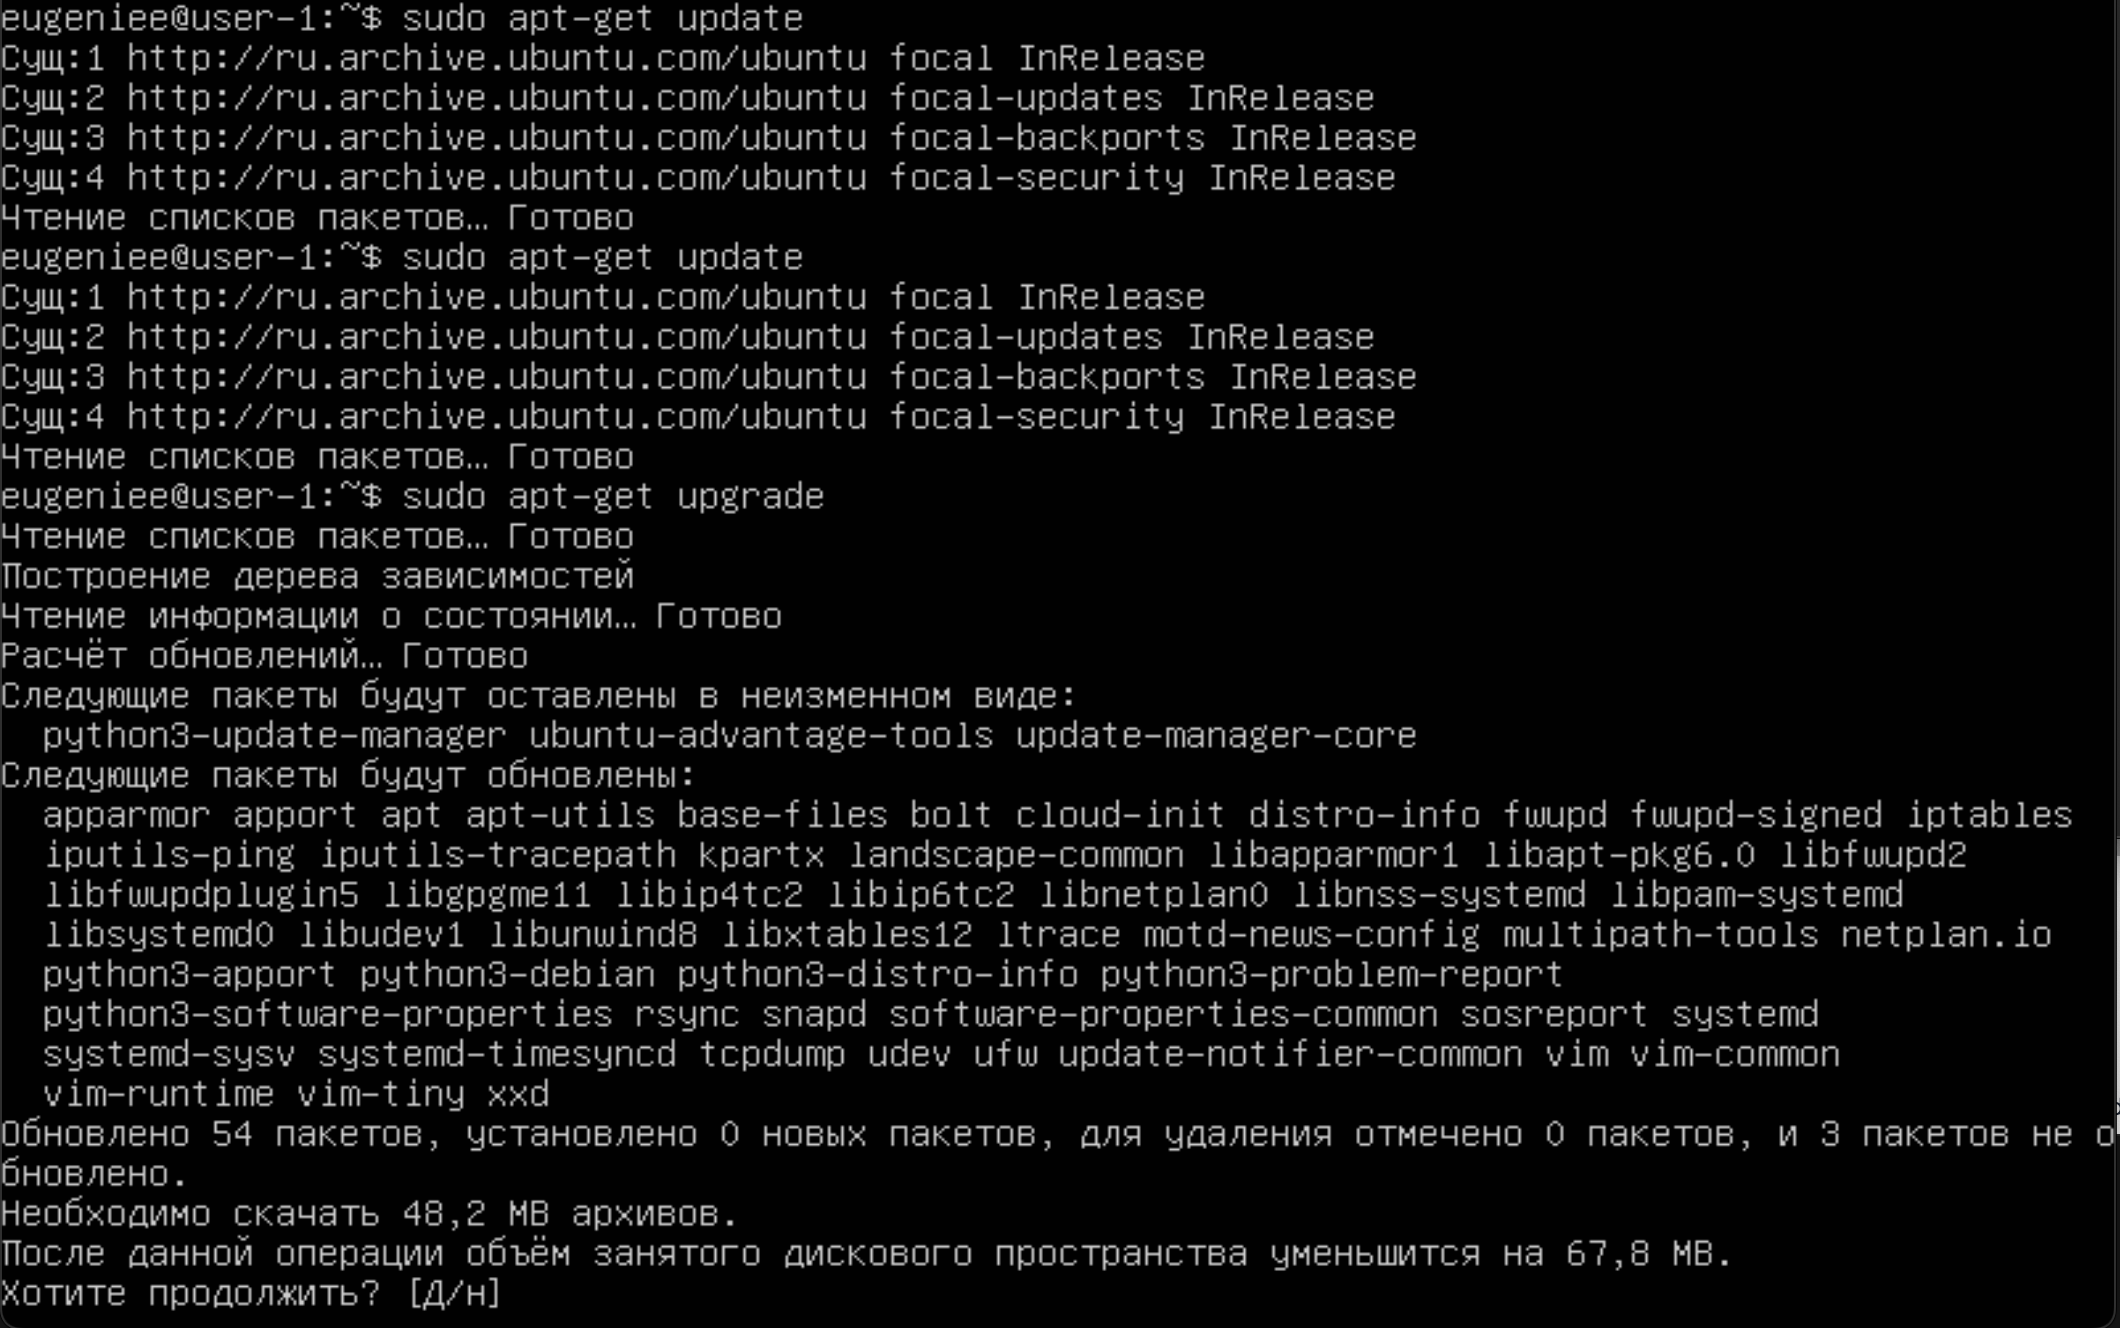 eugeniee@user-1:~$ sudo apt-get update
Сущ:1 http://ru.archive.ubuntu.com/ubuntu focal InRelease
Сущ:2 http://ru.archive.ubuntu.com/ubuntu focal-updates InRelease
Сущ:3 http://ru.archive.ubuntu.com/ubuntu focal-backports InRelease
Сущ:4 http://ru.archive.ubuntu.com/ubuntu focal-security InRelease
Чтение списков пакетов… Готово
eugeniee@user-1:~$ sudo apt-get update
Сущ:1 http://ru.archive.ubuntu.com/ubuntu focal InRelease
Сущ:2 http://ru.archive.ubuntu.com/ubuntu focal-updates InRelease
Сущ:3 http://ru.archive.ubuntu.com/ubuntu focal-backports InRelease
Сущ:4 http://ru.archive.ubuntu.com/ubuntu focal-security InRelease
Чтение списков пакетов… Готово
eugeniee@user-1:~$ sudo apt-get upgrade
Чтение списков пакетов… Готово
Построение дерева зависимостей
Чтение информации о состоянии… Готово
Расчёт обновлений… Готово
Следующие пакеты будут оставлены в неизменном виде:
  python3-update-manager ubuntu-advantage-tools update-manager-core
Следующие пакеты будут обновлены:
  apparmor apport apt apt-utils base-files bolt cloud-init distro-info fwupd fwupd-signed iptables
  iputils-ping iputils-tracepath kpartx landscape-common libapparmor1 libapt-pkg6.0 libfwupd2
  libfwupdplugin5 libgpgme11 libip4tc2 libip6tc2 libnetplan0 libnss-systemd libpam-systemd
  libsystemd0 libudev1 libunwind8 libxtables12 ltrace motd-news-config multipath-tools netplan.io
  python3-apport python3-debian python3-distro-info python3-problem-report
  python3-software-properties rsync snapd software-properties-common sosreport systemd
  systemd-sysv systemd-timesyncd tcpdump udev ufw update-notifier-common vim vim-common
  vim-runtime vim-tiny xxd
Обновлено 54 пакетов, установлено 0 новых пакетов, для удаления отмечено 0 пакетов, и 3 пакетов не о
бновлено.
Необходимо скачать 48,2 MB архивов.
После данной операции объём занятого дискового пространства уменьшится на 67,8 MB.
Хотите продолжить? [Д/н]